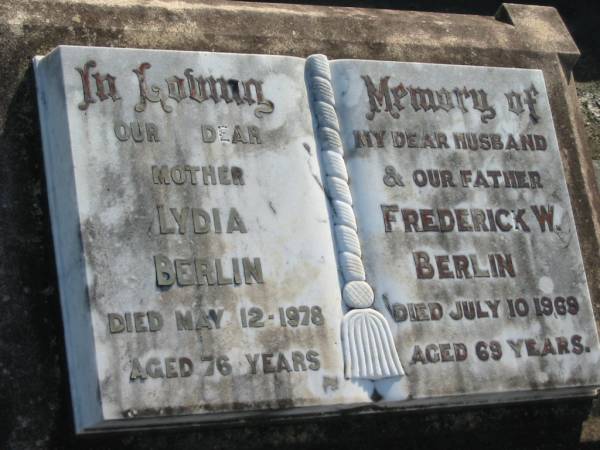 In Loving
OUR DEAR
MOTHER
LYDIA
BERLIN
DIED MAY 12-1978
AGED 76 YEARS
Memory of
MY DEAR HUSBAND
& OUR FATHER
FREDERICK W.
BERLIN
DIED JULY 10 1969
AGED 69 YEARS.